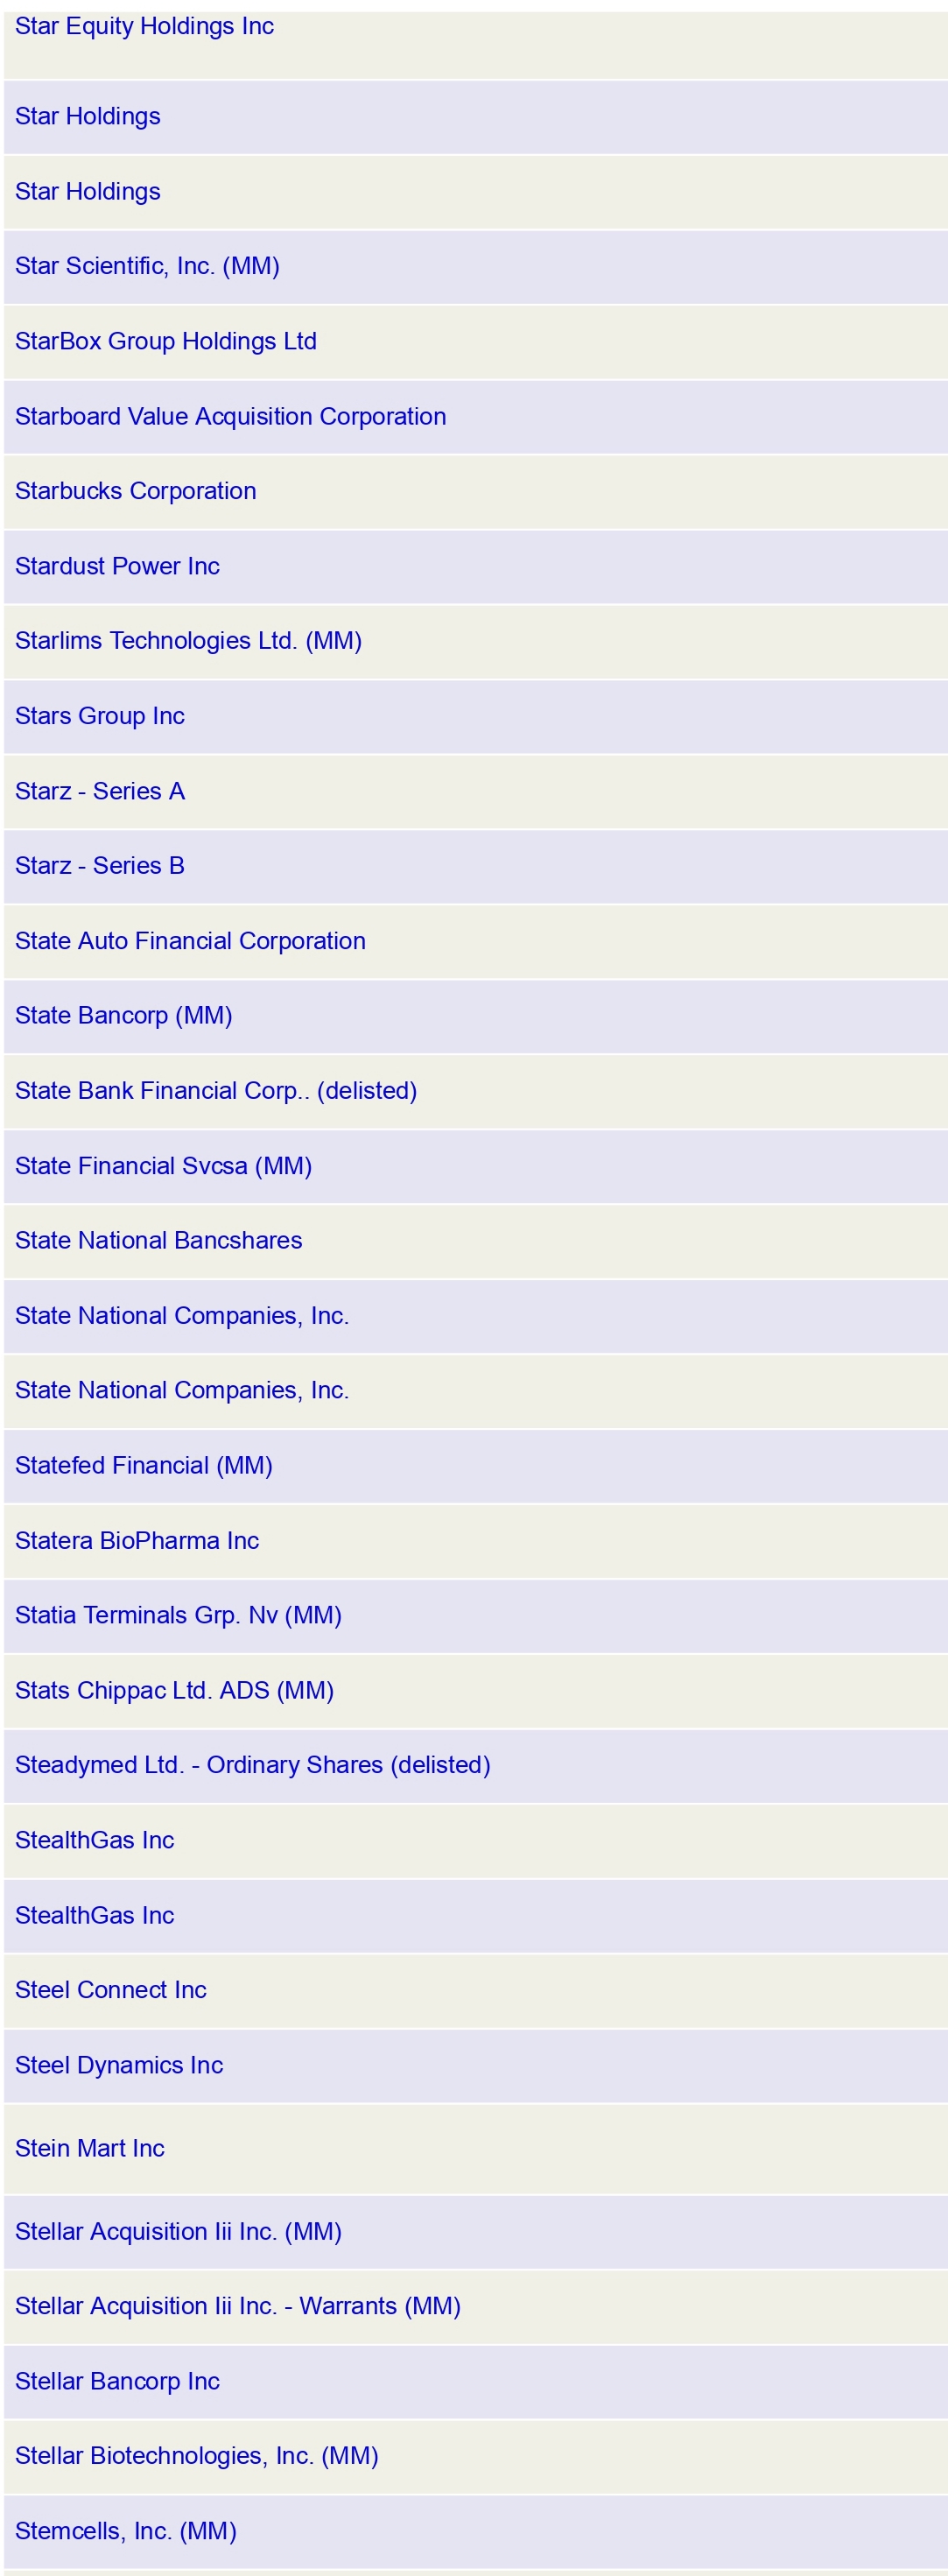 Star Equity Holdings Inc
Star Holdings
Star Holdings
Star Scientific, Inc. (MM)
StarBox Group Holdings Ltd
Starboard Value Acquisition Corporation
Starbucks Corporation
Stardust Power Inc
Starlims Technologies Ltd. (MM)
Stars Group Inc
Starz - Series A
Starz - Series B
State Auto Financial Corporation
State Bancorp (MM)
State Bank Financial Corp.. (delisted)
State Financial Svcsa (MM)
State National Bancshares
State National Companies, Inc.
State National Companies, Inc.
Statefed Financial (MM)
Statera BioPharma Inc
Statia Terminals Grp. Nv (MM)
Stats Chippac Ltd. ADS (MM)
Steadymed Ltd. - Ordinary Shares (delisted)
StealthGas Inc
StealthGas Inc
Steel Connect Inc
Steel Dynamics Inc
Stein Mart Inc
Stellar Acquisition Iii Inc. (MM)
Stellar Acquisition Iii Inc. - Warrants (MM)
Stellar Bancorp Inc
Stellar Biotechnologies, Inc. (MM)
Stemcells, Inc. (MM)